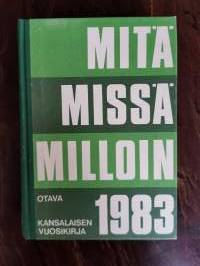 MITÄ
MISSÄ
MILLOIN
OTAVA
KANSALAISEN
VUOSIKIRJA
1983